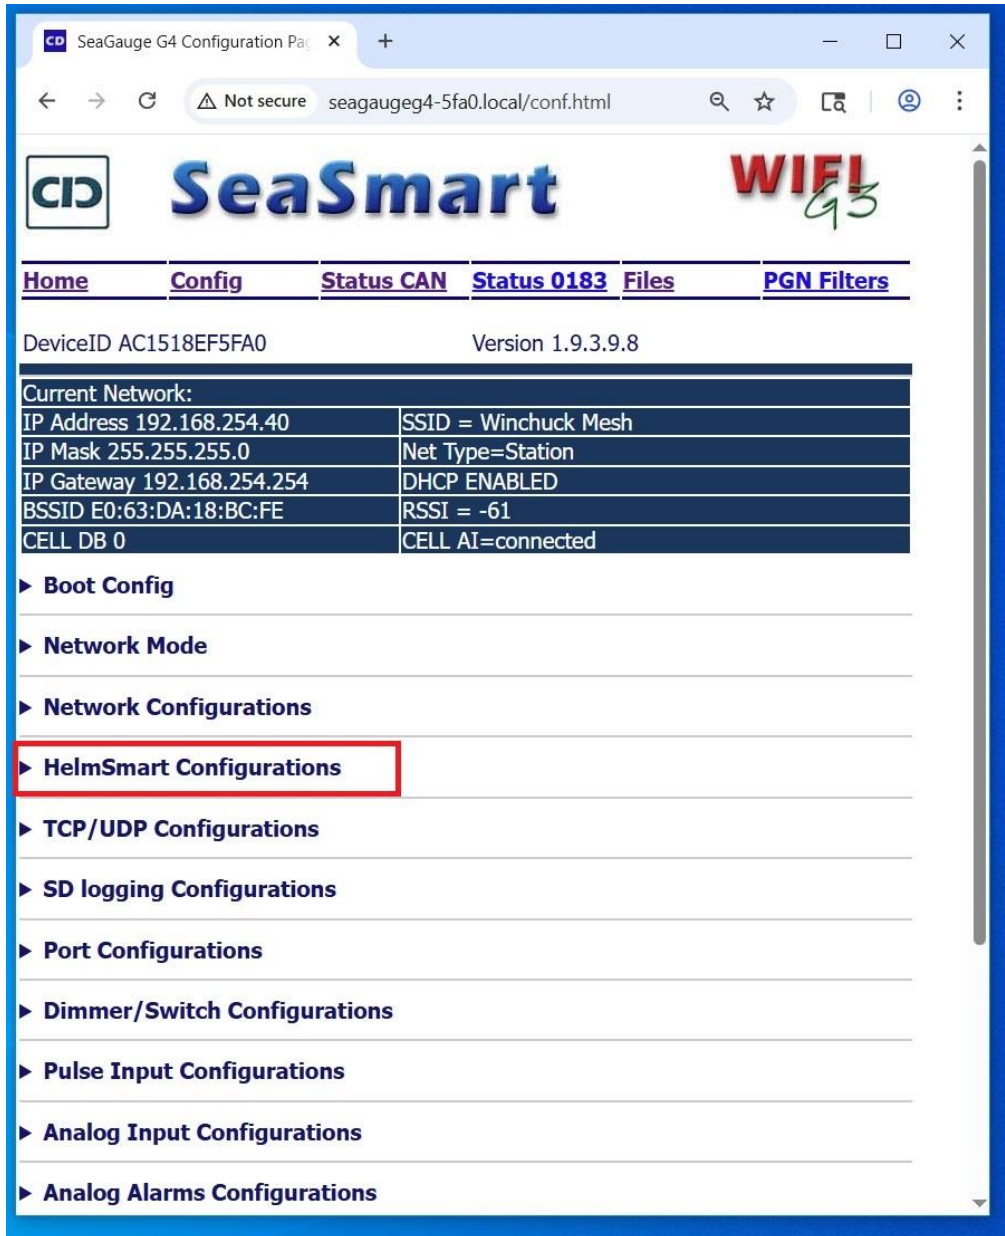 CD SeaGauge G4 Configuration Pag
Not secure seagaugeg4-5fa0.local/conf.html
CD SeaSmart WIFI G3
Home Config Status CAN Status 0183 Files PGN Filters
DeviceID AC1518EF5FA0 Version 1.9.3.9.8
Current Network:
IP Address 192.168.254.40 SSID = Winchuck Mesh
IP Mask 255.255.255.0 Net Type=Station
IP Gateway 192.168.254.254 DHCP ENABLED
BSSID E0:63:DA:18:BC:FE RSSI = -61
CELL DB 0 CELL AI=connected
Boot Config
Network Mode
Network Configurations
HelmSmart Configurations
TCP/UDP Configurations
SD logging Configurations
Port Configurations
Dimmer/Switch Configurations
Pulse Input Configurations
Analog Input Configurations
Analog Alarms Configurations